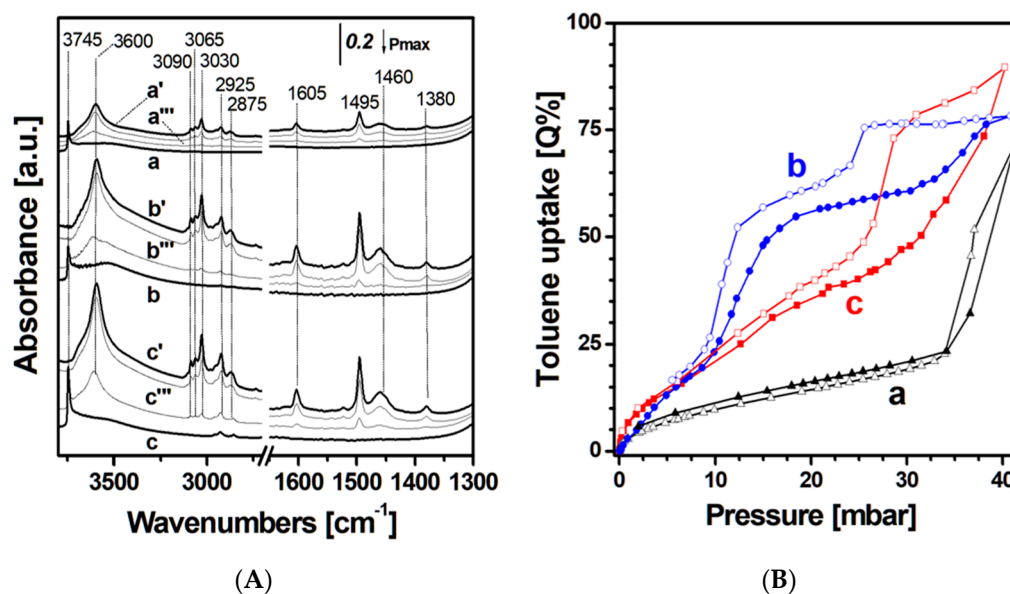 3745
3600
3065
3090
3030
2925
2875
0.2
Pmax
1605
1495
1460
1380
a'
a'''
a
b'
b'''
b
c'
c'''
c
Absorbance [a.u.]
3500 3000 1600 1500 1400 1300
Wavenumbers [cm-1]
(A)
100
75
50
25
0
Toluene uptake [Q%]
b
c
a
0 10 20 30 40
Pressure [mbar]
(B)